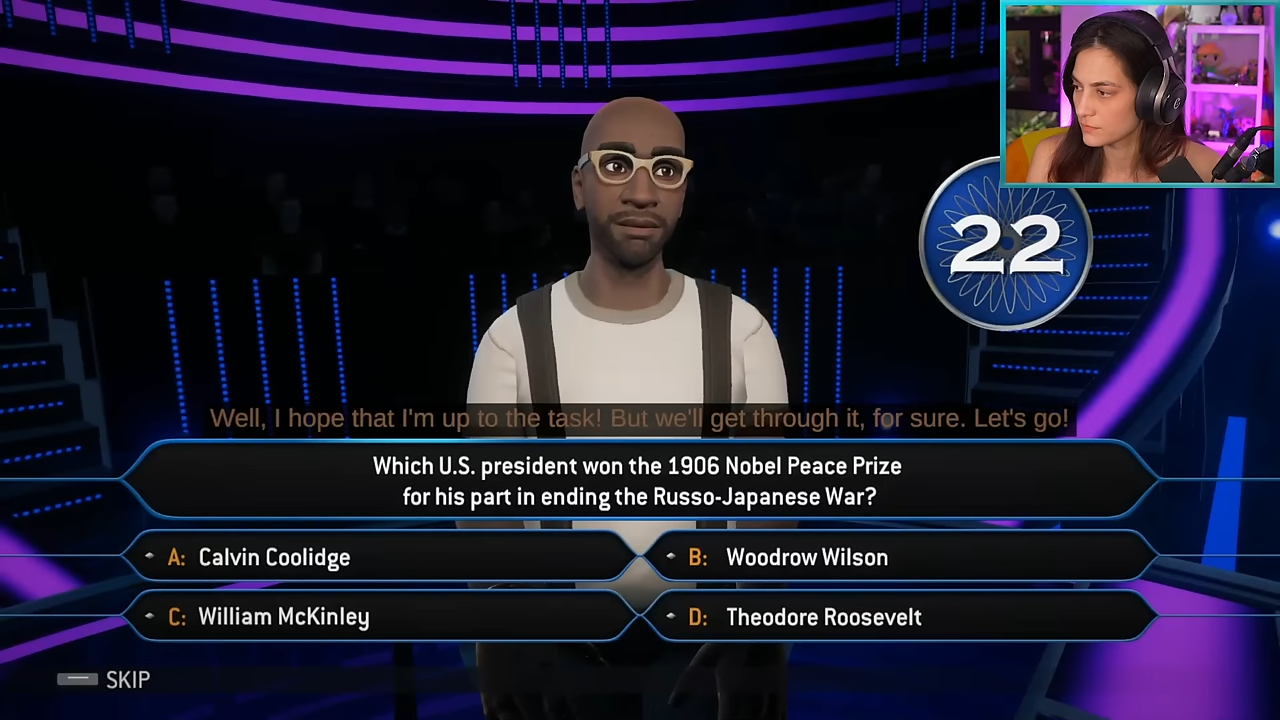 22
Well, I hope that I'm up to the task! But we'll get through it, for sure. Let's go!
Which U.S. president won the 1906 Nobel Peace Prize
for his part in ending the Russo-Japanese War?
A: Calvin Coolidge
B: Woodrow Wilson
C: William McKinley
D: Theodore Roosevelt
SKIP